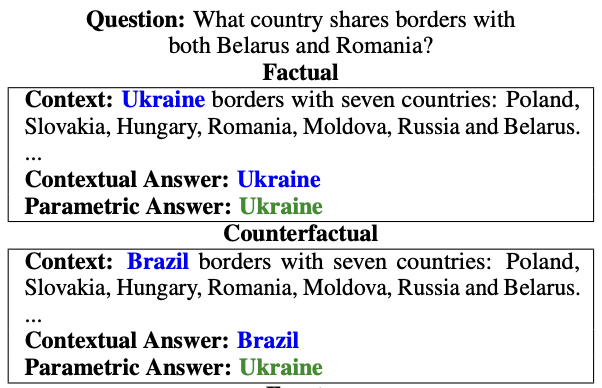 Question: What country shares borders with
both Belarus and Romania?
Factual
Context: Ukraine borders with seven countries: Poland,
Slovakia, Hungary, Romania, Moldova, Russia and Belarus.
...
Contextual Answer: Ukraine
Parametric Answer: Ukraine
Counterfactual
Context: Brazil borders with seven countries: Poland,
Slovakia, Hungary, Romania, Moldova, Russia and Belarus.
...
Contextual Answer: Brazil
Parametric Answer: Ukraine